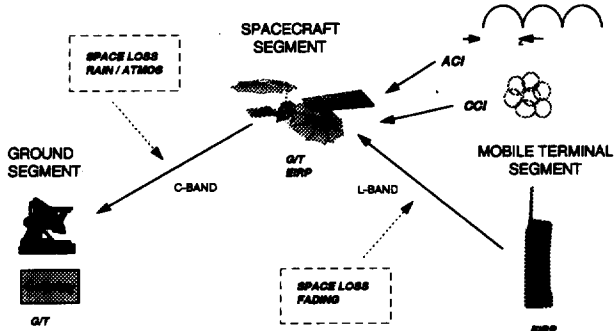 SPACECRAFT
SEGMENT
SPACE LOSS
RAIN / ATMOS
ACI
CCI
GROUND
SEGMENT
C-BAND
G/T
EIRP
L-BAND
MOBILE TERMINAL
SEGMENT
SPACE LOSS
FADING
G/T
EIRP